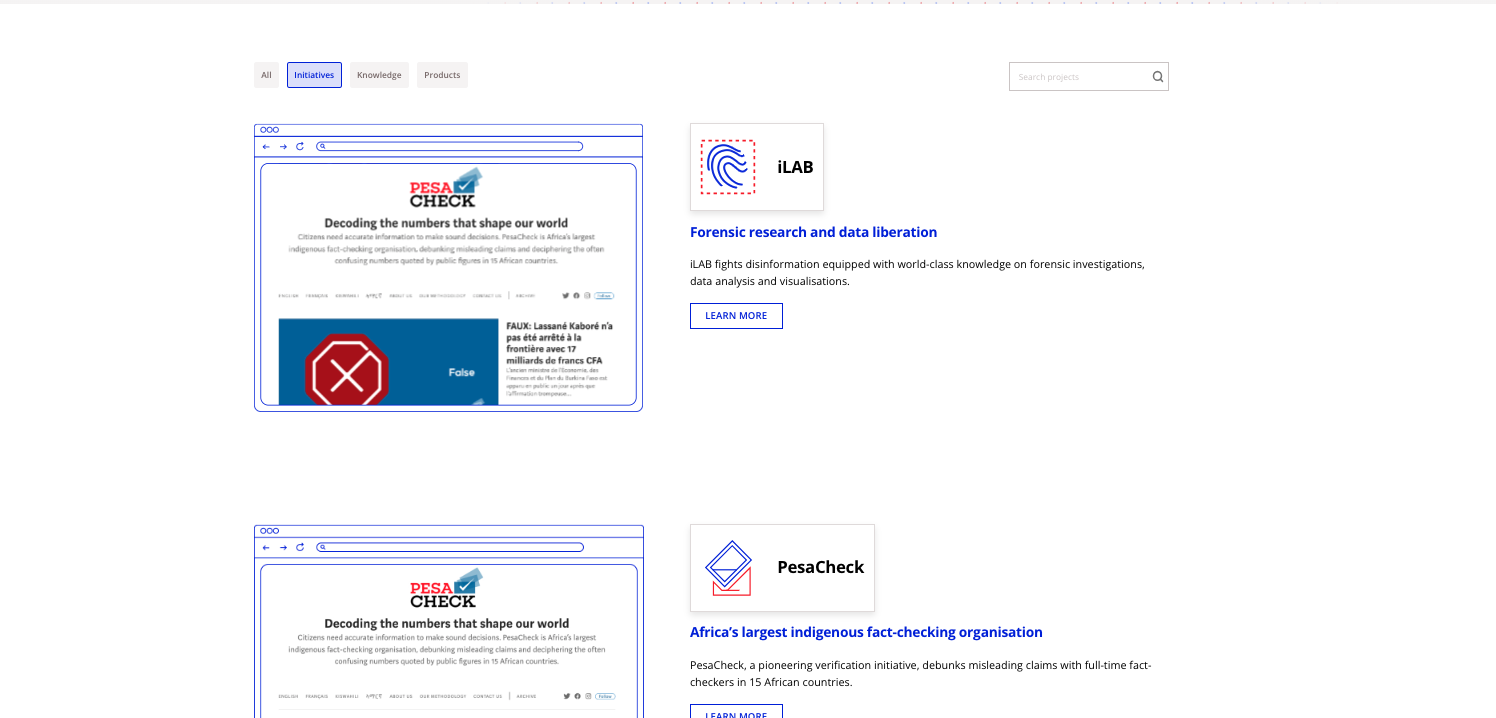 All
Initiatives
Knowledge
Products
Search projects
PESA
CHECK
Decoding the numbers that shape our world
Citizens need accurate information to make sound decisions. PesaCheck is Africa's largest
indigenous fact-checking organisation, debunking misleading claims and deciphering the often
confusing numbers quoted by public figures in 15 African countries.
ENGLISH FRANÇAIS KISWAHILI አማርኛ ABOUT US OUR METHODOLOGY CONTACT US ARCHIVE
Follow
False
FAUX: Lassané Kaboré n'a
pas été arrêté à la
frontière avec 17
milliards de francs CFA
L'ancien ministre de l'Economie, des
Finances et du Plan du Burkina Faso est
apparu en public un jour après que
l'affirmation trompeuse...
iLAB
Forensic research and data liberation
iLAB fights disinformation equipped with world-class knowledge on forensic investigations,
data analysis and visualisations.
LEARN MORE
PESA
CHECK
Decoding the numbers that shape our world
Citizens need accurate information to make sound decisions. PesaCheck is Africa's largest
indigenous fact-checking organisation, debunking misleading claims and deciphering the often
confusing numbers quoted by public figures in 15 African countries.
ENGLISH FRANÇAIS KISWAHILI አማርኛ ABOUT US OUR METHODOLOGY CONTACT US ARCHIVE
Follow
PesaCheck
Africa’s largest indigenous fact-checking organisation
PesaCheck, a pioneering verification initiative, debunks misleading claims with full-time fact-
checkers in 15 African countries.
LEARN MORE